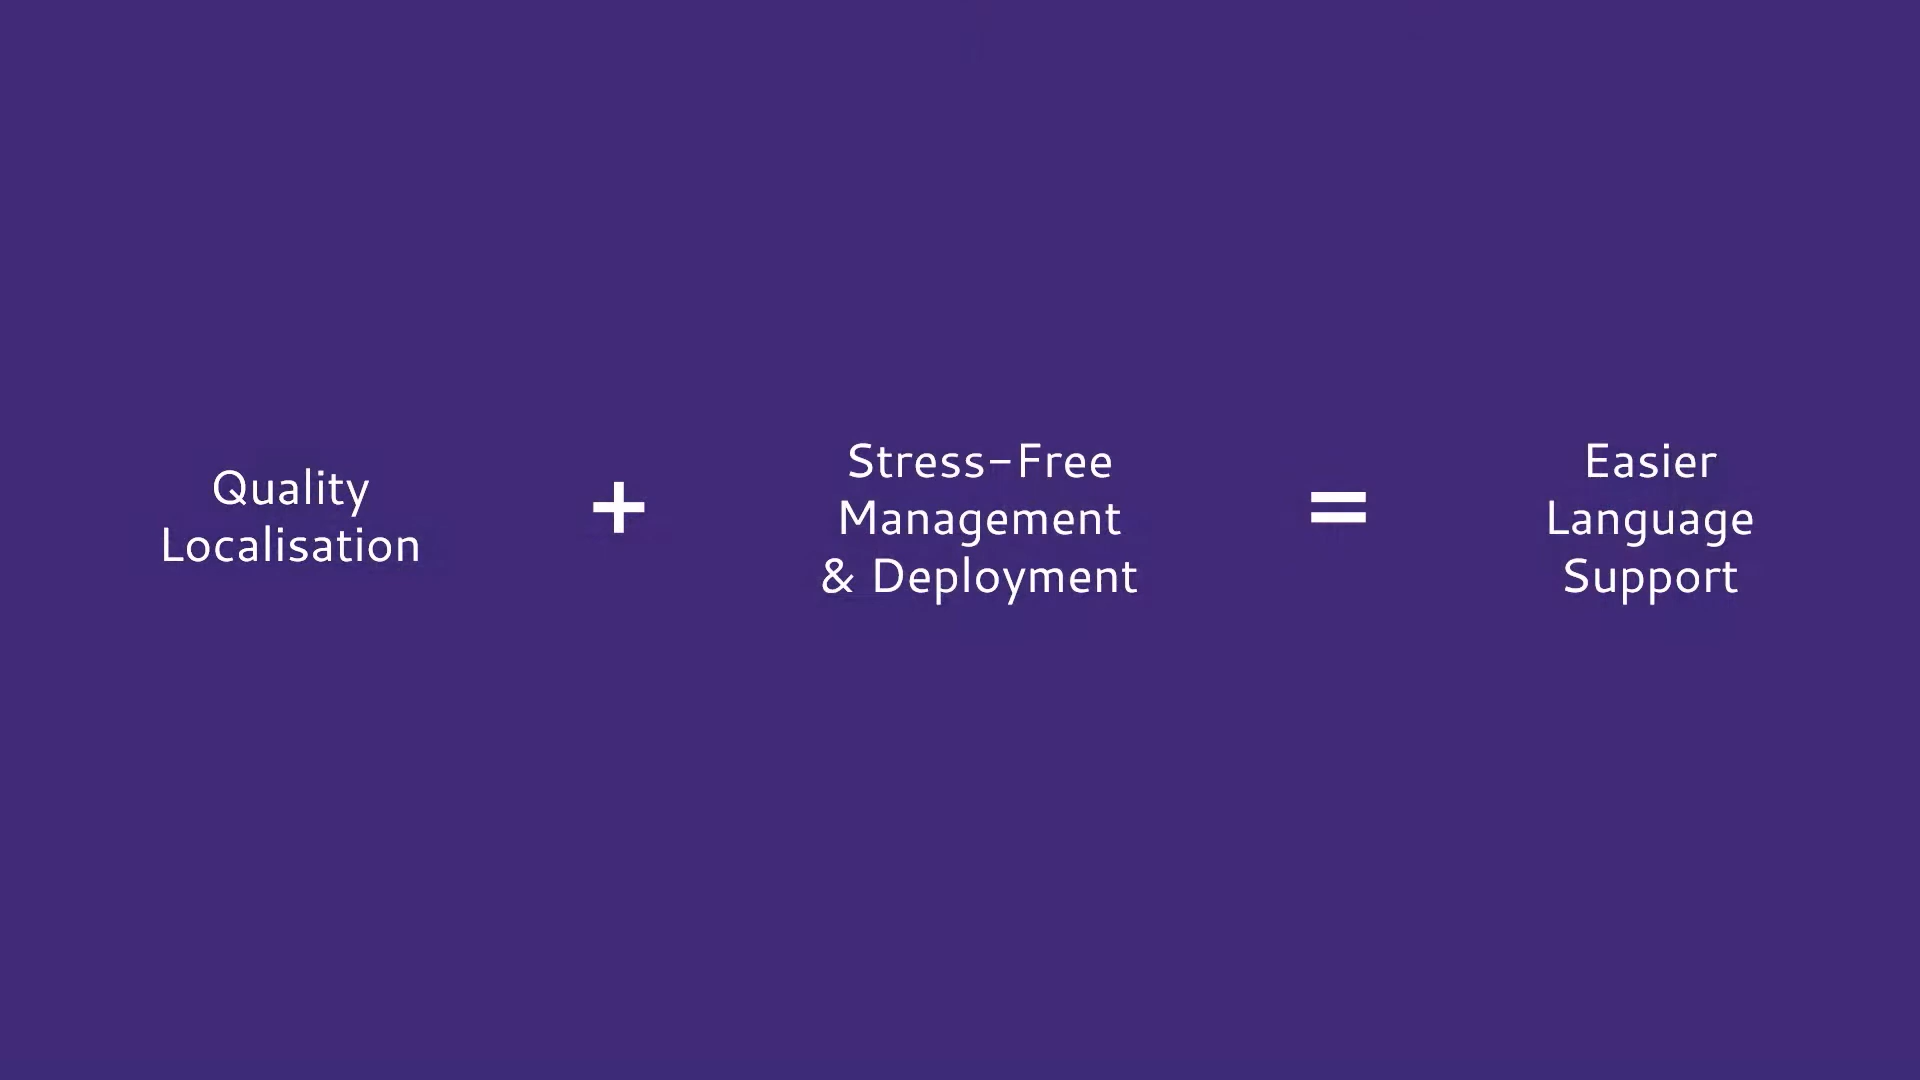 Quality
Localisation
+
Stress-Free
Management
& Deployment
=
Easier
Language
Support